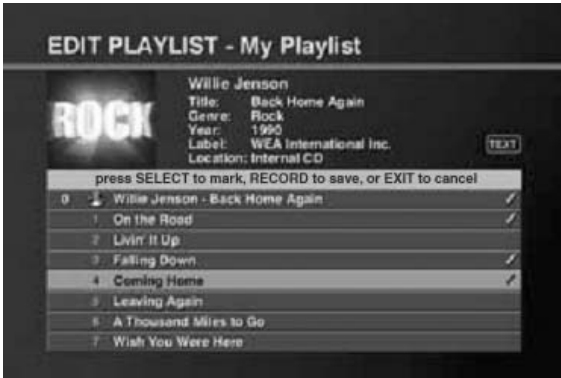 EDIT PLAYLIST - My Playlist
ROCK
Willie Jenson
Title: Back Home Again
Genre: Rock
Year: 1990
Label: WEA International Inc.
Location: Internal CD
TEXT
press SELECT to mark, RECORD to save, or EXIT to cancel
0 Willie Jenson - Back Home Again
1 On the Road
2 Livin' It Up
3 Falling Down
4 Coming Home
5 Leaving Again
6 A Thousand Miles to Go
7 Wish You Were Here